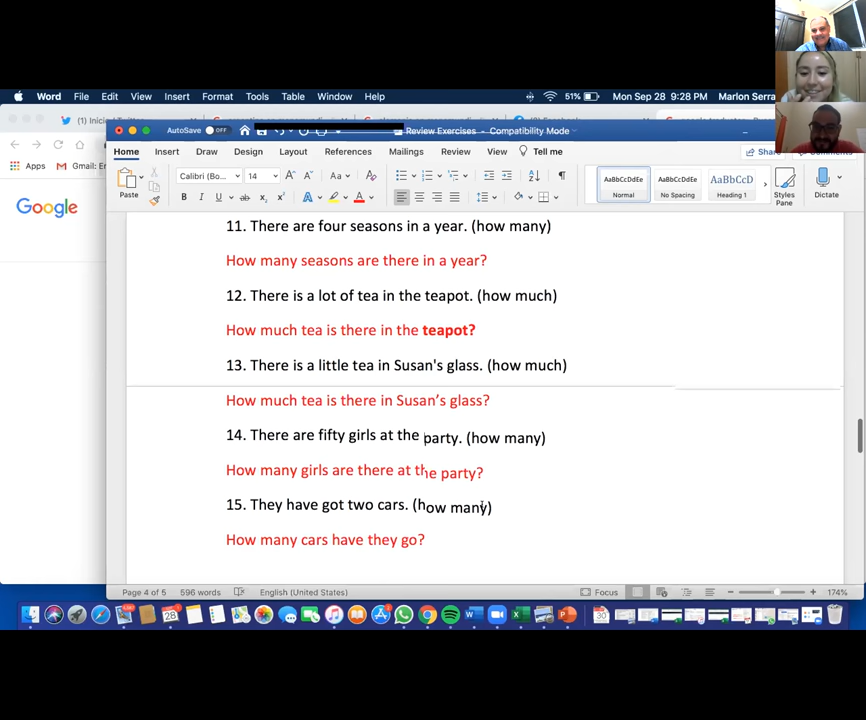 Word File Edit View Insert Format Tools Table Window Help 51% Mon Sep 28 9:28 PM Marlon Serra
AutoSave OFF Review Exercises - Compatibility Mode
Home Insert Draw Design Layout References Mailings Review View Tell me Share
Apps Gmail:
Paste Calibri (Bo... 14 Aa AaBbCcDdEe AaBbCcDdEe AaBbCcD
B I U ab X₂ X² A A Normal No Spacing Heading 1 Styles Pane Dictate
Google
11. There are four seasons in a year. (how many)
How many seasons are there in a year?
12. There is a lot of tea in the teapot. (how much)
How much tea is there in the teapot?
13. There is a little tea in Susan's glass. (how much)
How much tea is there in Susan’s glass?
14. There are fifty girls at the party. (how many)
How many girls are there at the party?
15. They have got two cars. (how many)
How many cars have they go?
Page 4 of 5 596 words English (United States) Focus 174%